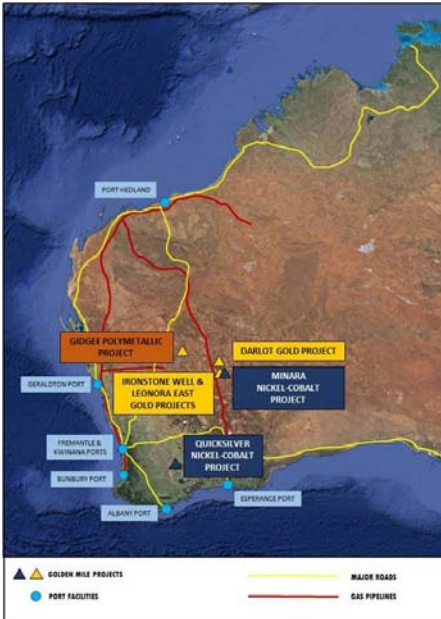 PORT HEDLAND
GIDGEE POLYMETALLIC
PROJECT
DARLOT GOLD PROJECT
MINARA
NICKEL-COBALT
PROJECT
GERALDTON PORT
IRONSTONE WELL &
LEONORA EAST
GOLD PROJECTS
FREMANTLE &
KWINANA PORTS
QUICKSILVER
NICKEL-COBALT
PROJECT
BUNBURY PORT
ESPERANCE PORT
ALBANY PORT
GOLDEN MILE PROJECTS
MAJOR ROADS
PORT FACILITIES
GAS PIPELINES